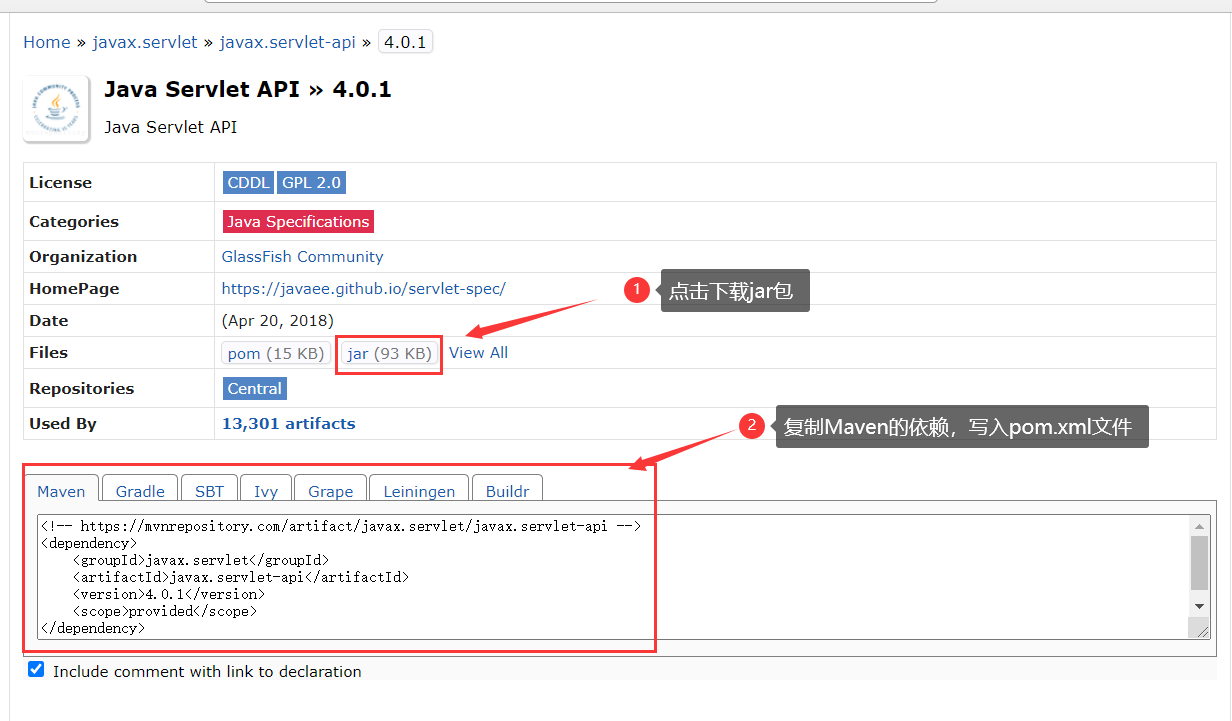 Home » javax.servlet » javax.servlet-api » 4.0.1
Java Servlet API » 4.0.1
Java Servlet API
License CDDL GPL 2.0
Categories Java Specifications
Organization GlassFish Community
HomePage https://javaee.github.io/servlet-spec/
1 点击下载jar包
Date (Apr 20, 2018)
Files pom (15 KB) jar (93 KB) View All
Repositories Central
Used By 13,301 artifacts
2 复制Maven的依赖，写入pom.xml文件
Maven Gradle SBT Ivy Grape Leiningen Buildr
<!-- https://mvnrepository.com/artifact/javax.servlet/javax.servlet-api -->
<dependency>
    <groupId>javax.servlet</groupId>
    <artifactId>javax.servlet-api</artifactId>
    <version>4.0.1</version>
    <scope>provided</scope>
</dependency>
Include comment with link to declaration